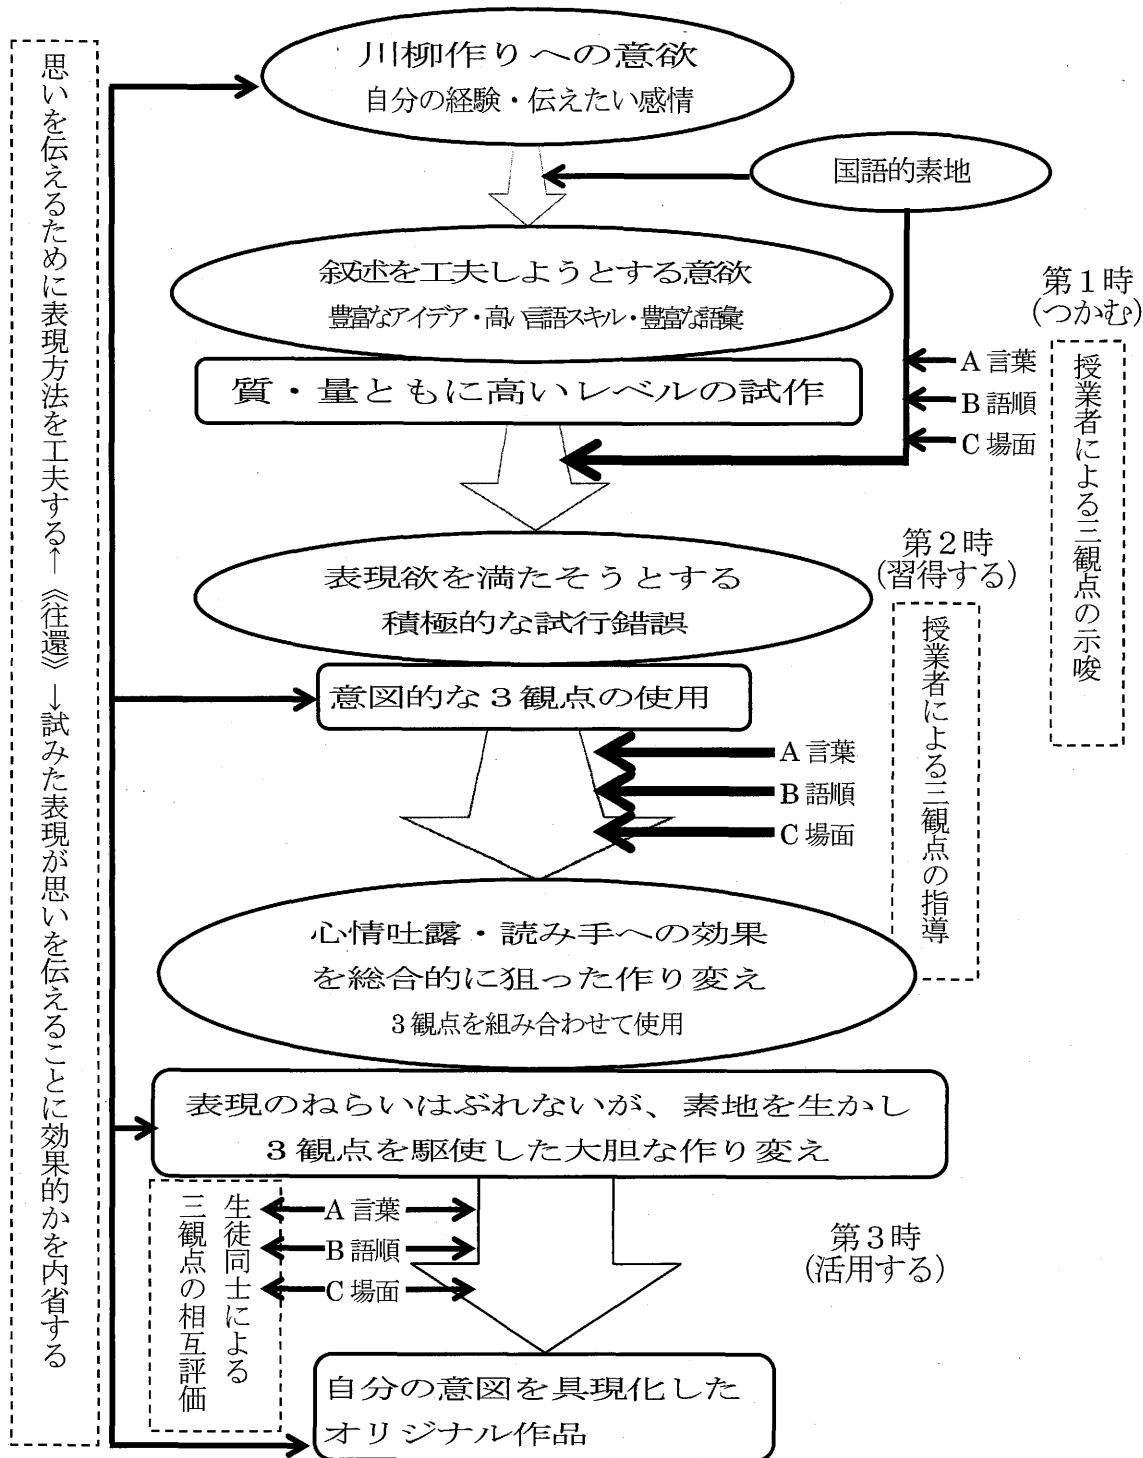 川柳作りへの意欲
自分の経験・伝えたい感情
国語的素地
叙述を工夫しようとする意欲
豊富なアイデア・高い言語スキル・豊富な語彙
質・量ともに高いレベルの試作
第１時
(つかむ)
A 言葉
B 語順
C 場面
授業者による三観点の示唆
表現欲を満たそうとする
積極的な試行錯誤
意図的な３観点の使用
第２時
(習得する)
A 言葉
B 語順
C 場面
授業者による三観点の指導
心情吐露・読み手への効果
を総合的に狙った作り変え
３観点を組み合わせて使用
表現のねらいはぶれないが、素地を生かし
３観点を駆使した大胆な作り変え
A 言葉
B 語順
C 場面
生徒同士による
三観点の相互評価
第３時
(活用する)
自分の意図を具現化した
オリジナル作品
思いを伝えるために表現方法を工夫する←《往還》→試みた表現が思いを伝えることに効果的かを内省する